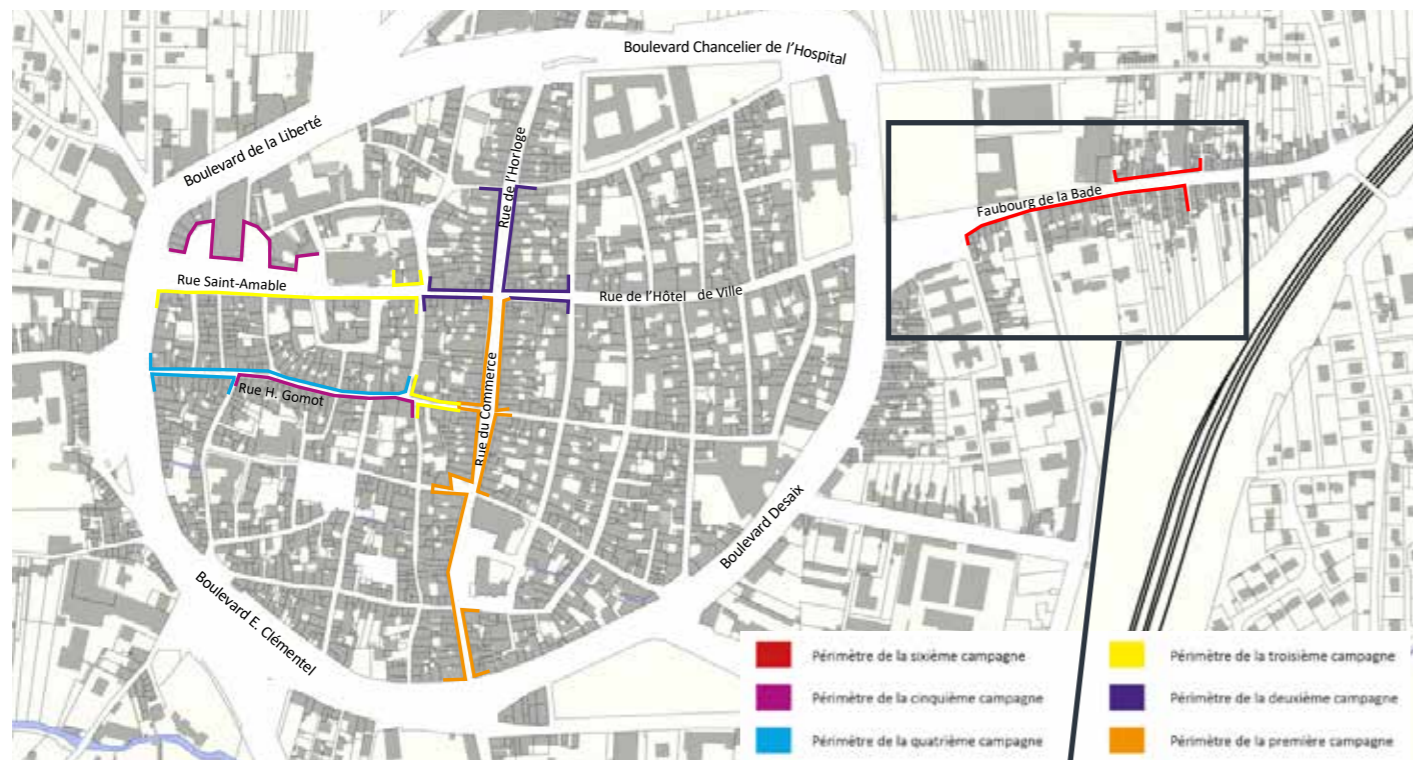 Boulevard Chancelier de l'Hospital
Boulevard de la Liberté
Rue de l'Horloge
Faubourg de la Bade
Rue Saint-Amable
Rue de l'Hôtel de Ville
Rue H. Gomot
Rue du Commerce
Boulevard Desaix
Boulevard E. Clémentel
Périmètre de la sixième campagne
Périmètre de la cinquième campagne
Périmètre de la quatrième campagne
Périmètre de la troisième campagne
Périmètre de la deuxième campagne
Périmètre de la première campagne